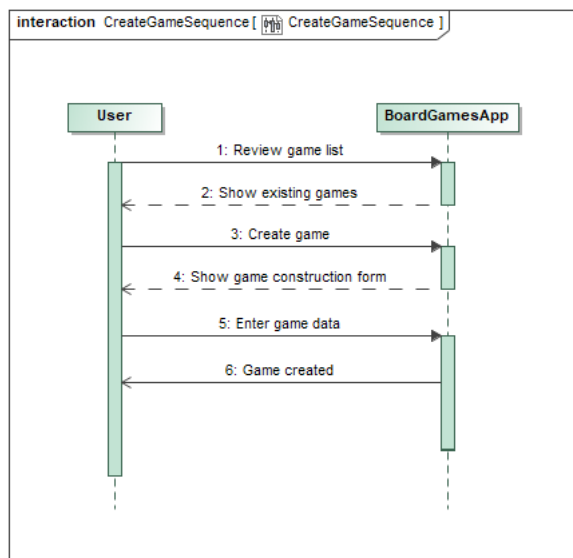 interaction CreateGameSequence [ CreateGameSequence ]
User
BoardGamesApp
1: Review game list
2: Show existing games
3: Create game
4: Show game construction form
5: Enter game data
6: Game created